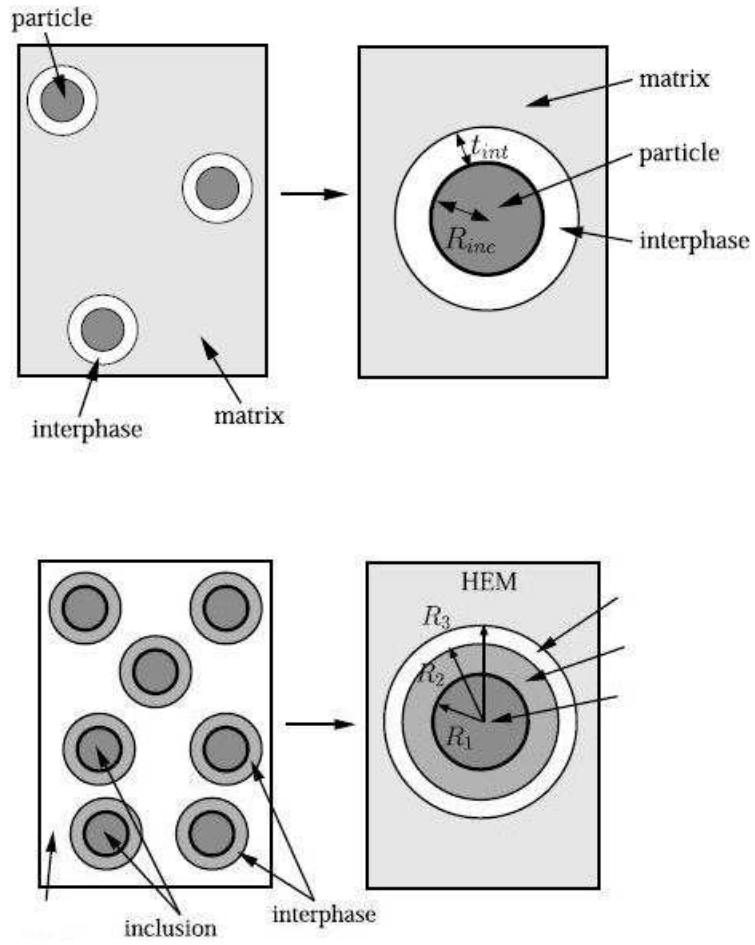 particle
matrix
t_int
particle
R_inc
interphase
matrix
interphase
HEM
R_3
R_2
R_1
interphase
inclusion